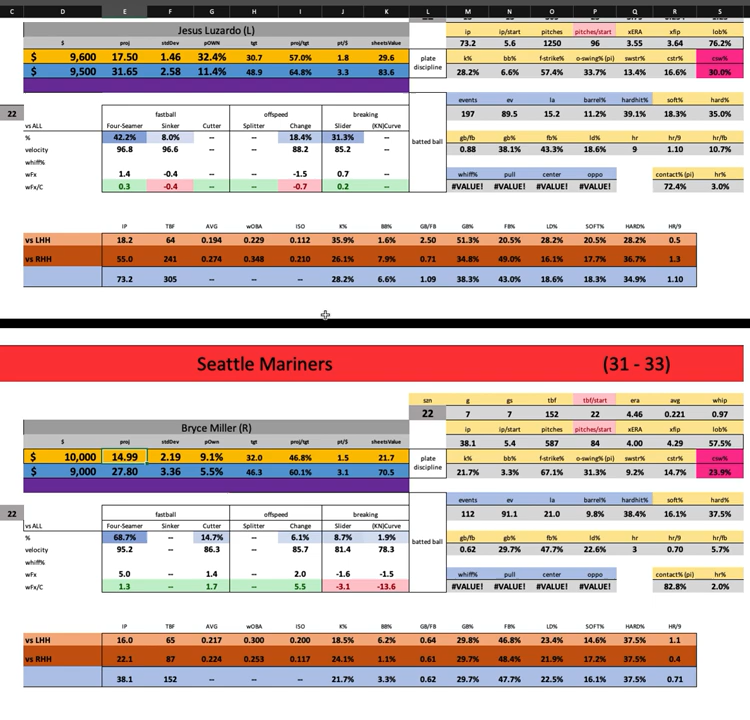 C D E F G H I J K L M N O P Q R S
ip ip/start pitches pitches/start xERA xfip lob%
Jesus Luzardo (L) 73.2 5.6 1250 96 3.55 3.64 76.2%
$ proj stdDev pOWN tgt proj/tgt pt/$ sheetsValue
k% bb% f-strike% o-swing% (pi) swstr% cstr% csw%
$ 9,600 17.50 1.46 32.4% 30.7 57.0% 1.8 29.6 plate discipline
$ 9,500 31.65 2.58 11.4% 48.9 64.8% 3.3 83.6 28.2% 6.6% 57.4% 33.7% 13.4% 16.6% 30.0%
events ev la barrel% hardhit% soft% hard%
22 fastball offspeed breaking 197 89.5 15.2 11.2% 39.1% 18.3% 35.0%
vs ALL Four-Seamer Sinker Cutter Splitter Change Slider (KN)Curve
% 42.2% 8.0% -- -- 18.4% 31.3% -- batted ball gb/fb gb% fb% ld% hr hr/9 hr/fb
velocity 96.8 96.6 -- -- 88.2 85.2 0.88 38.1% 43.3% 18.6% 9 1.10 10.7%
whiff%
wFx 1.4 -0.4 -- -1.5 0.7 whiff% pull center oppo contact% (pi) hr%
wFx/C 0.3 -0.4 -- -- -0.7 0.2 -- #VALUE! #VALUE! #VALUE! #VALUE! 72.4% 3.0%
IP TBF AVG wOBA ISO K% BB% GB/FB GB% FB% LD% SOFT% HARD% HR/9
vs LHH 18.2 64 0.194 0.229 0.112 35.9% 1.6% 2.50 51.3% 20.5% 28.2% 20.5% 28.2% 0.5
vs RHH 55.0 241 0.274 0.348 0.210 26.1% 7.9% 0.71 34.8% 49.0% 16.1% 17.7% 36.7% 1.3
73.2 305 -- -- -- 28.2% 6.6% 1.09 38.3% 43.0% 18.6% 18.3% 34.9% 1.10
Seattle Mariners (31 - 33)
szn g gs tbf tbf/start era avg whip
22 7 7 152 22 4.46 0.221 0.97
Bryce Miller (R) ip ip/start pitches pitches/start xERA xfip lob%
$ proj stdDev pOwn tgt proj/tgt pt/$ sheetsValue 38.1 5.4 587 84 4.00 4.29 57.5%
$ 10,000 14.99 2.19 9.1% 32.0 46.8% 1.5 21.7 plate discipline k% bb% f-strike% o-swing% (pi) swstr% cstr% csw%
$ 9,000 27.80 3.36 5.5% 46.3 60.1% 3.1 70.5 21.7% 3.3% 67.1% 31.3% 9.2% 14.7% 23.9%
events ev la barrel% hardhit% soft% hard%
22 fastball offspeed breaking 112 91.1 21.0 9.8% 38.4% 16.1% 37.5%
vs ALL Four-Seamer Sinker Cutter Splitter Change Slider (KN)Curve
% 68.7% -- 14.7% -- 6.1% 8.7% 1.9% batted ball gb/fb gb% fb% ld% hr hr/9 hr/fb
velocity 95.2 -- 86.3 -- 85.7 81.4 78.3 0.62 29.7% 47.7% 22.6% 3 0.70 5.7%
whiff%
wFx 5.0 -- 1.4 -- 2.0 -1.6 -1.5 whiff% pull center oppo contact% (pi) hr%
wFx/C 1.3 -- 1.7 -- 5.5 -3.1 -13.6 #VALUE! #VALUE! #VALUE! #VALUE! 82.8% 2.0%
IP TBF AVG wOBA ISO K% BB% GB/FB GB% FB% LD% SOFT% HARD% HR/9
vs LHH 16.0 65 0.217 0.300 0.200 18.5% 6.2% 0.64 29.8% 46.8% 23.4% 14.6% 37.5% 1.1
vs RHH 22.1 87 0.224 0.253 0.117 24.1% 1.1% 0.61 29.7% 48.4% 21.9% 17.2% 37.5% 0.4
38.1 152 -- -- -- 21.7% 3.3% 0.62 29.7% 47.7% 22.5% 16.1% 37.5% 0.71